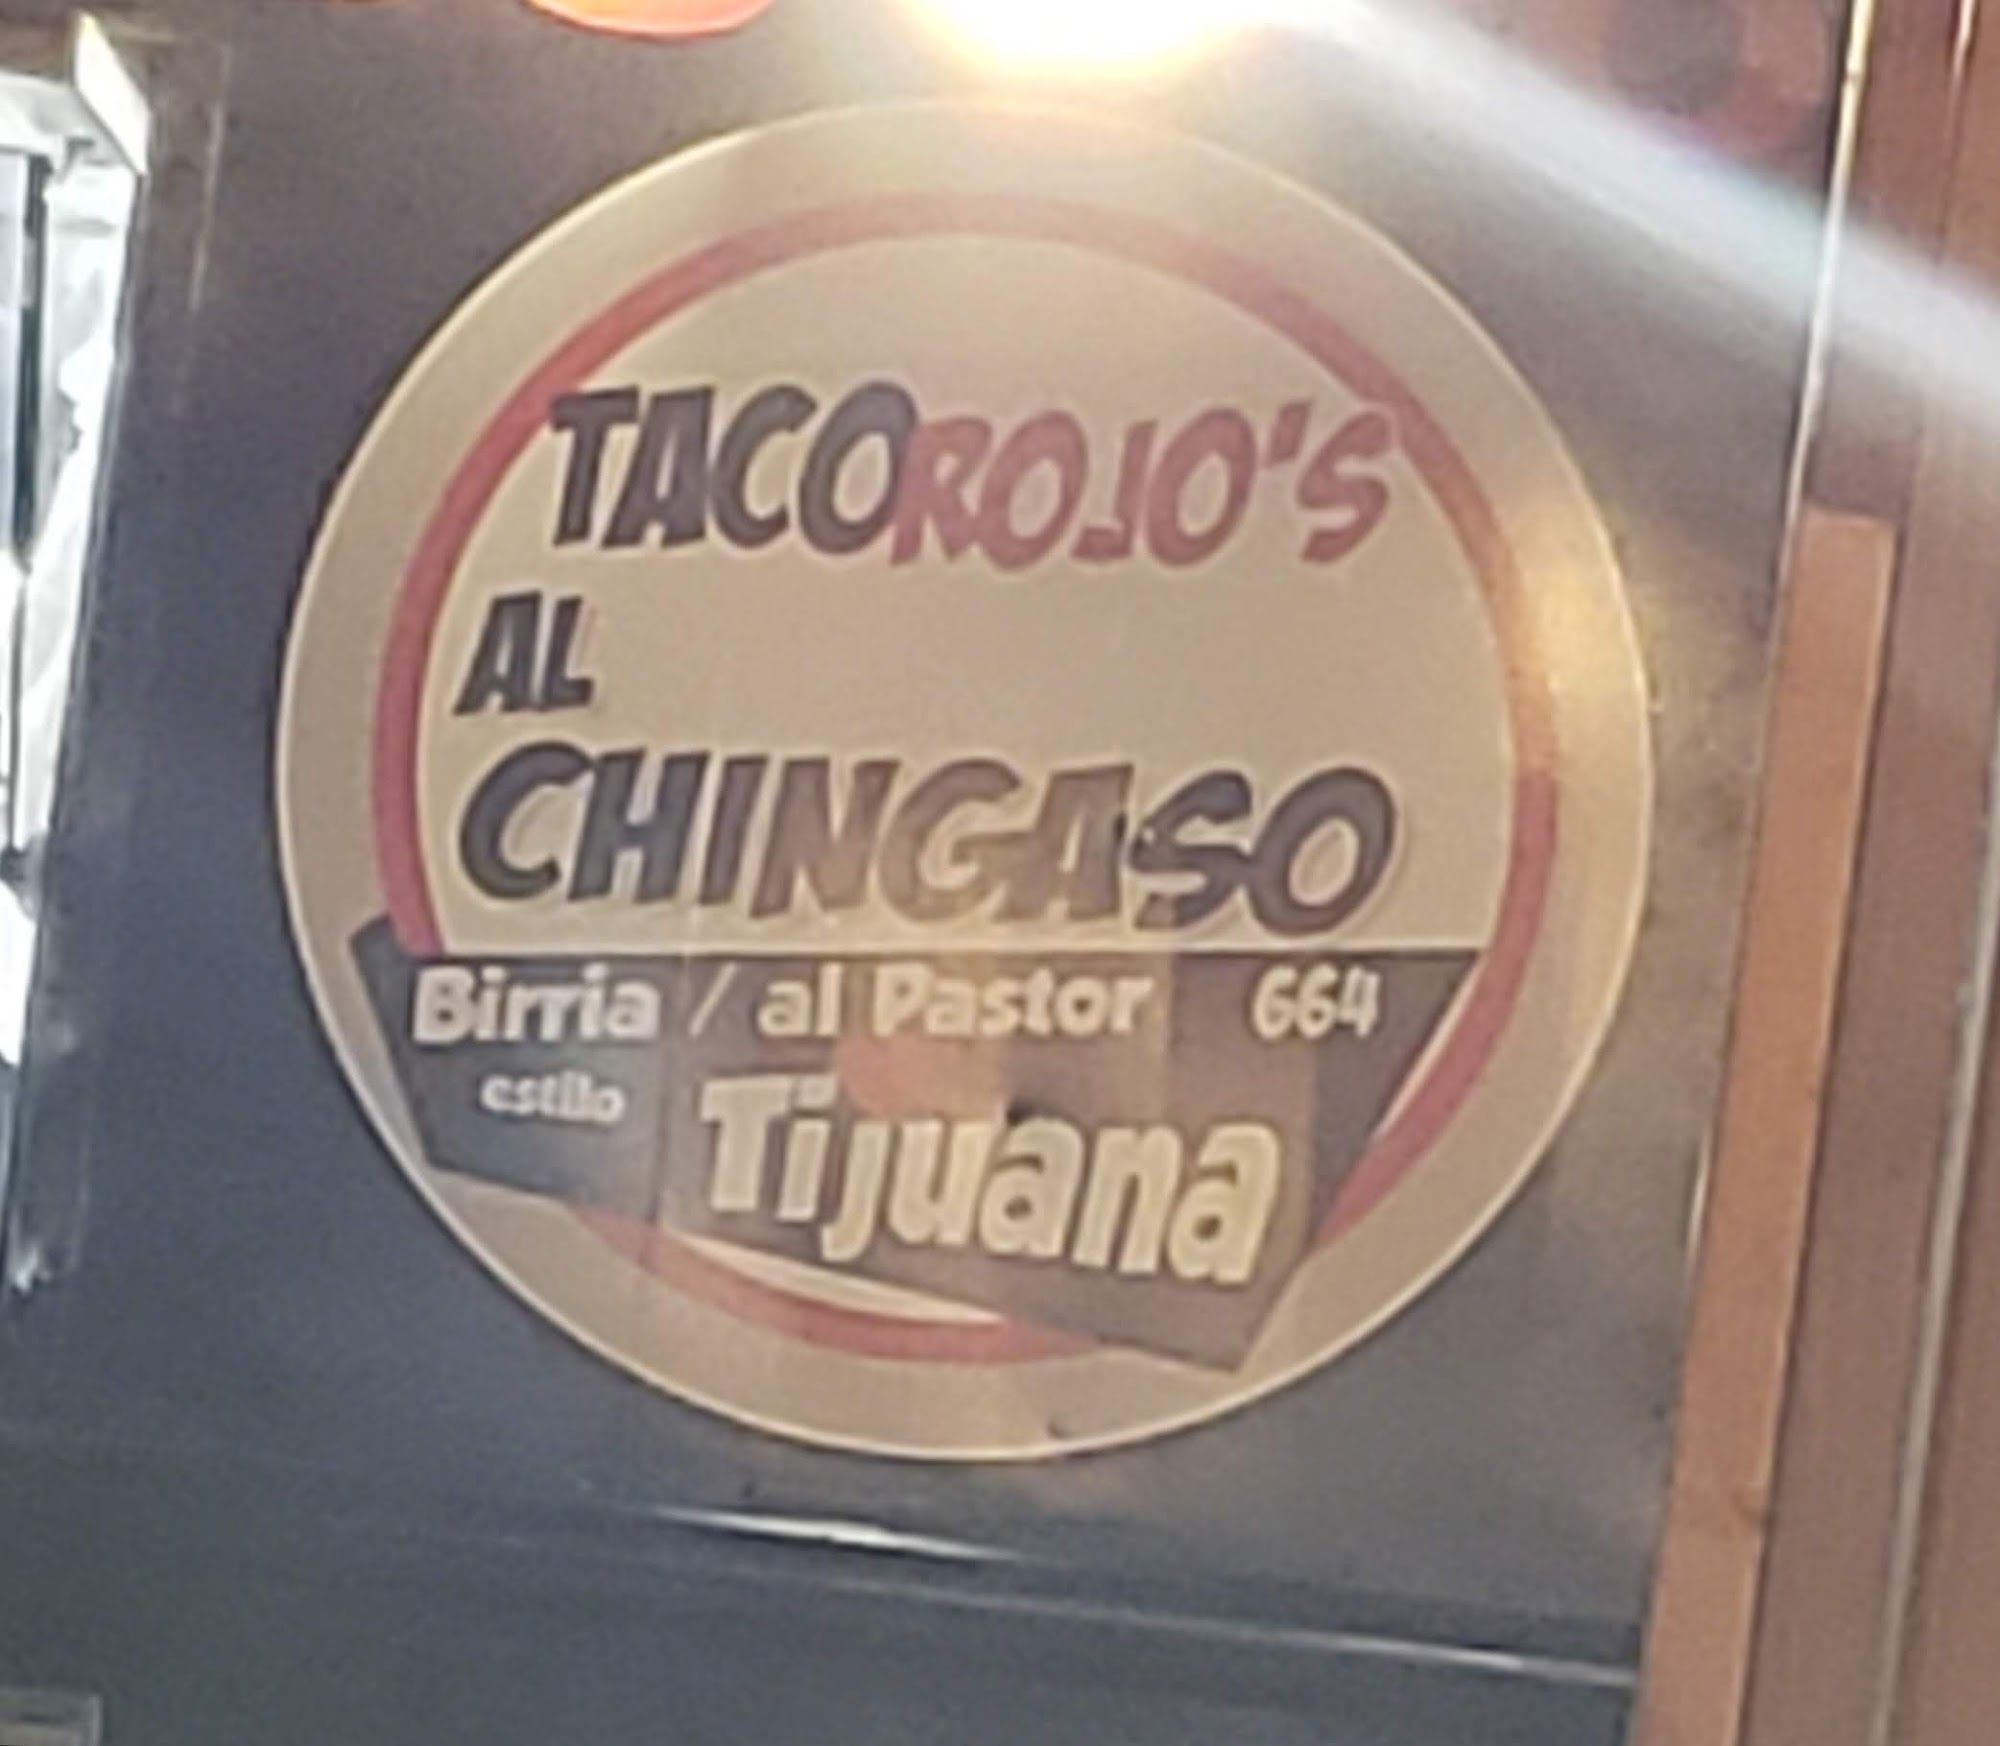 TACOROJO'S
AL
CHINGASO
Birria / al Pastor 664
estilo Tijuana